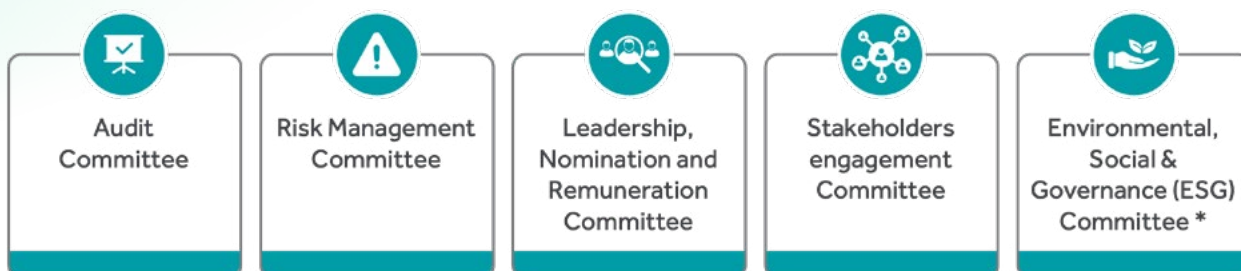 Audit
Committee
Risk Management
Committee
Leadership,
Nomination and
Remuneration
Committee
Stakeholders
engagement
Committee
Environmental,
Social &
Governance (ESG)
Committee *